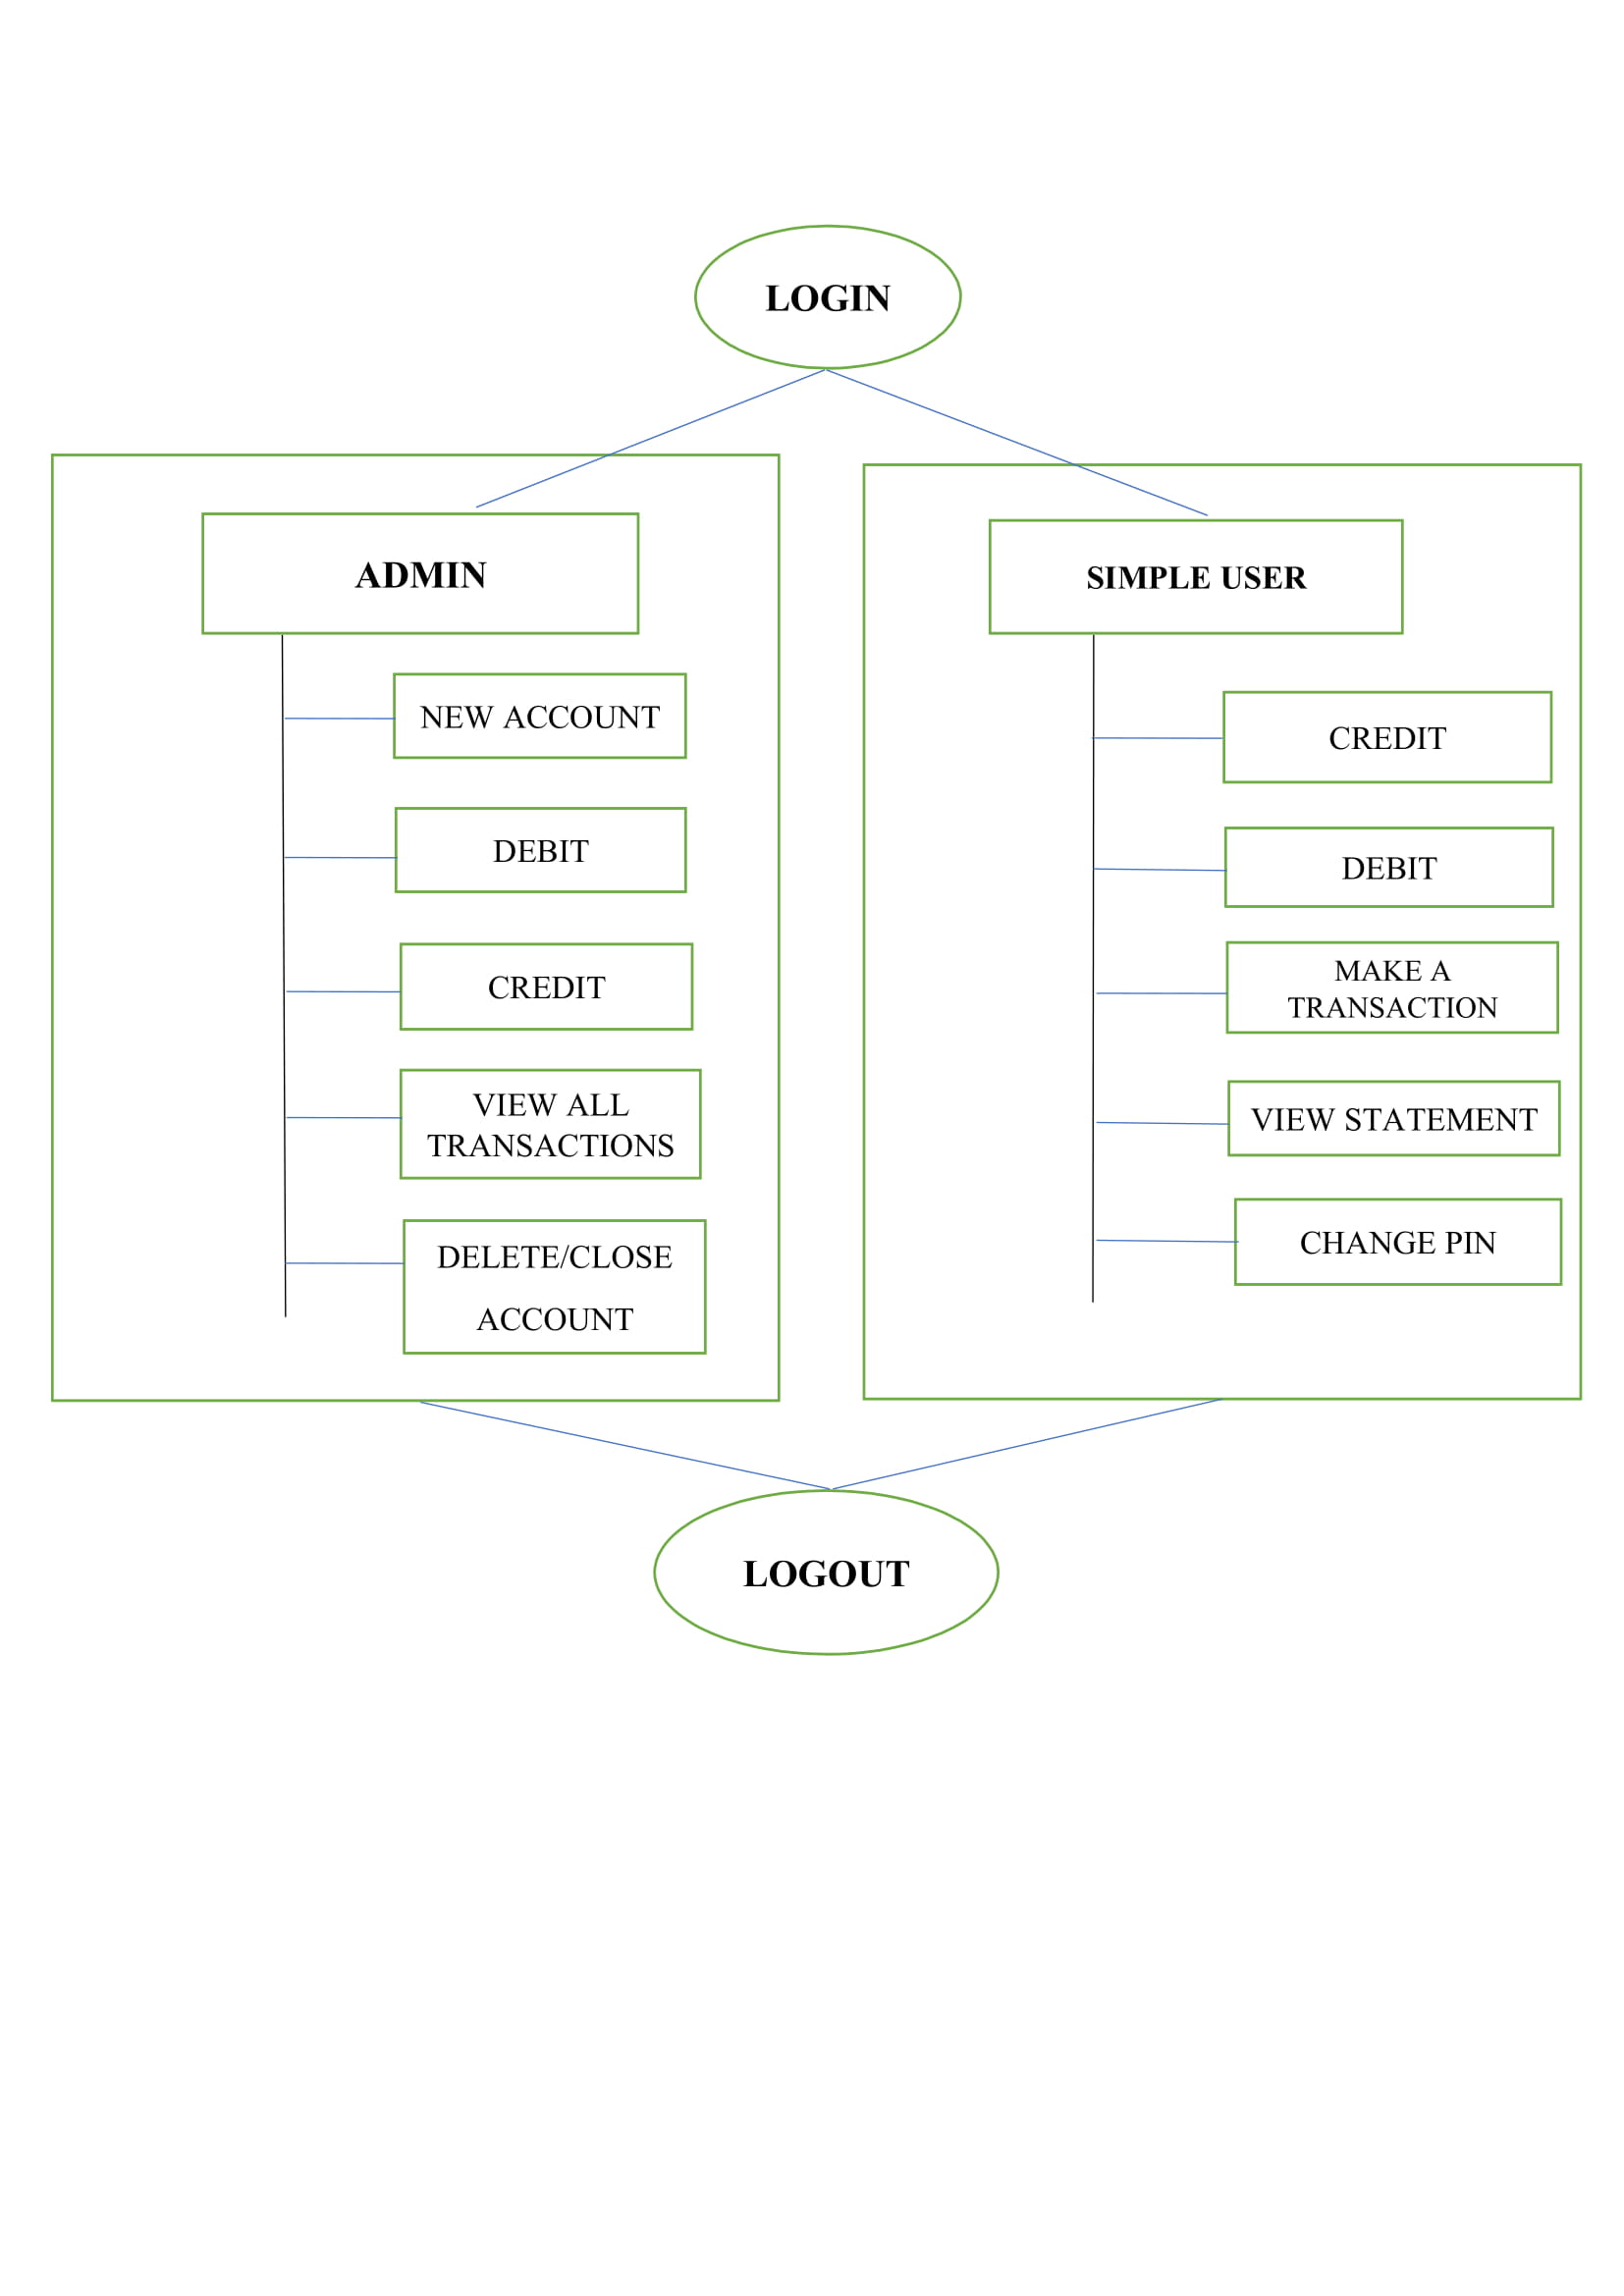 LOGIN
ADMIN
NEW ACCOUNT
DEBIT
CREDIT
VIEW ALL
TRANSACTIONS
DELETE/CLOSE
ACCOUNT
SIMPLE USER
CREDIT
DEBIT
MAKE A
TRANSACTION
VIEW STATEMENT
CHANGE PIN
LOGOUT